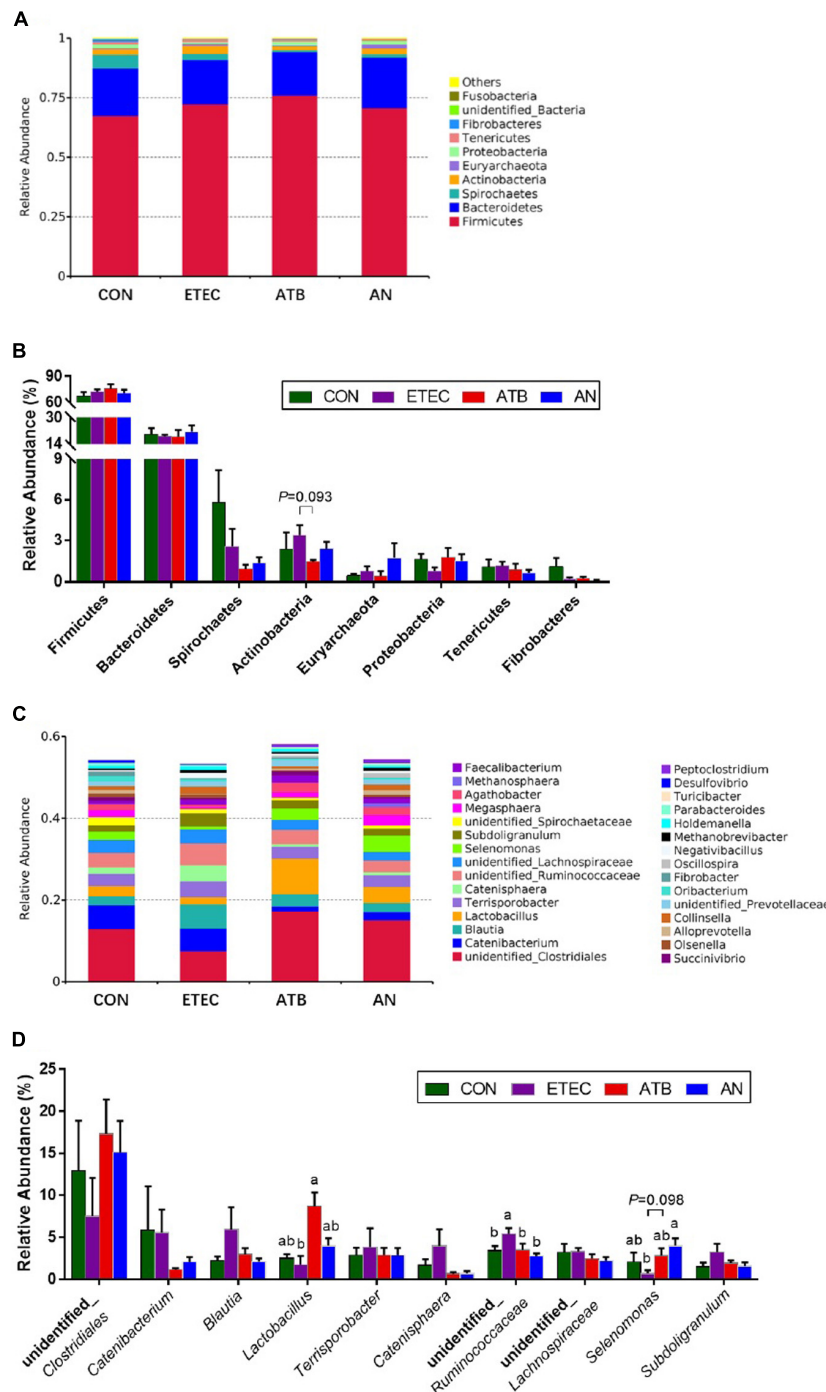 A
1
0.75
0.5
0.25
0
Relative Abundance
CON ETEC ATB AN
Others
Fusobacteria
unidentified_Bacteria
Fibrobacteres
Tenericutes
Proteobacteria
Euryarchaeota
Actinobacteria
Spirochaetes
Bacteroidetes
Firmicutes
B
90
60
30
14
9
6
3
0
Relative Abundance (%)
CON ETEC ATB AN
P=0.093
Firmicutes
Bacteroidetes
Spirochaetes
Actinobacteria
Euryarchaeota
Proteobacteria
Tenericutes
Fibrobacteres
C
0.6
0.4
0.2
0
Relative Abundance
CON ETEC ATB AN
Faecalibacterium
Methanosphaera
Agathobacter
Megasphaera
unidentified_Spirochaetaceae
Subdoligranulum
Selenomonas
unidentified_Lachnospiraceae
unidentified_Ruminococcaceae
Catenisphaera
Terrisporobacter
Lactobacillus
Blautia
Catenibacterium
unidentified_Clostridiales
Peptoclostridium
Desulfovibrio
Turicibacter
Parabacteroides
Holdemanella
Methanobrevibacter
Negativibacillus
Oscillospira
Fibrobacter
Oribacterium
unidentified_Prevotellaceae
Collinsella
Alloprevotella
Olsenella
Succinivibrio
D
25
20
15
10
5
0
Relative Abundance (%)
CON ETEC ATB AN
ab b a ab
b a b b
P=0.098
ab b ab a
unidentified_
Clostridiales
Catenibacterium
Blautia
Lactobacillus
Terrisporobacter
Catenisphaera
unidentified_
Ruminococcaceae
unidentified_
Lachnospiraceae
Selenomonas
Subdoligranulum